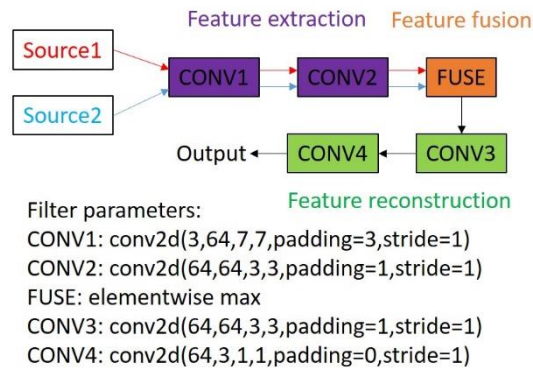 Feature extraction
Feature fusion
Source1
Source2
CONV1
CONV2
FUSE
Output
CONV4
CONV3
Feature reconstruction
Filter parameters:
CONV1: conv2d(3,64,7,7,padding=3,stride=1)
CONV2: conv2d(64,64,3,3,padding=1,stride=1)
FUSE: elementwise max
CONV3: conv2d(64,64,3,3,padding=1,stride=1)
CONV4: conv2d(64,3,1,1,padding=0,stride=1)